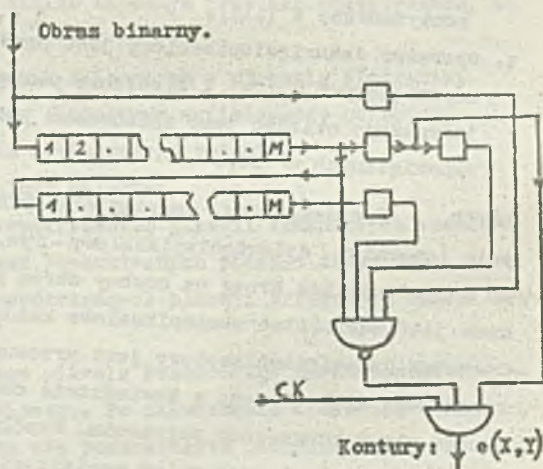 Obraz binarny.
1 2 . . . M
1 . . . . M
CK
Kontury: e(X,Y)